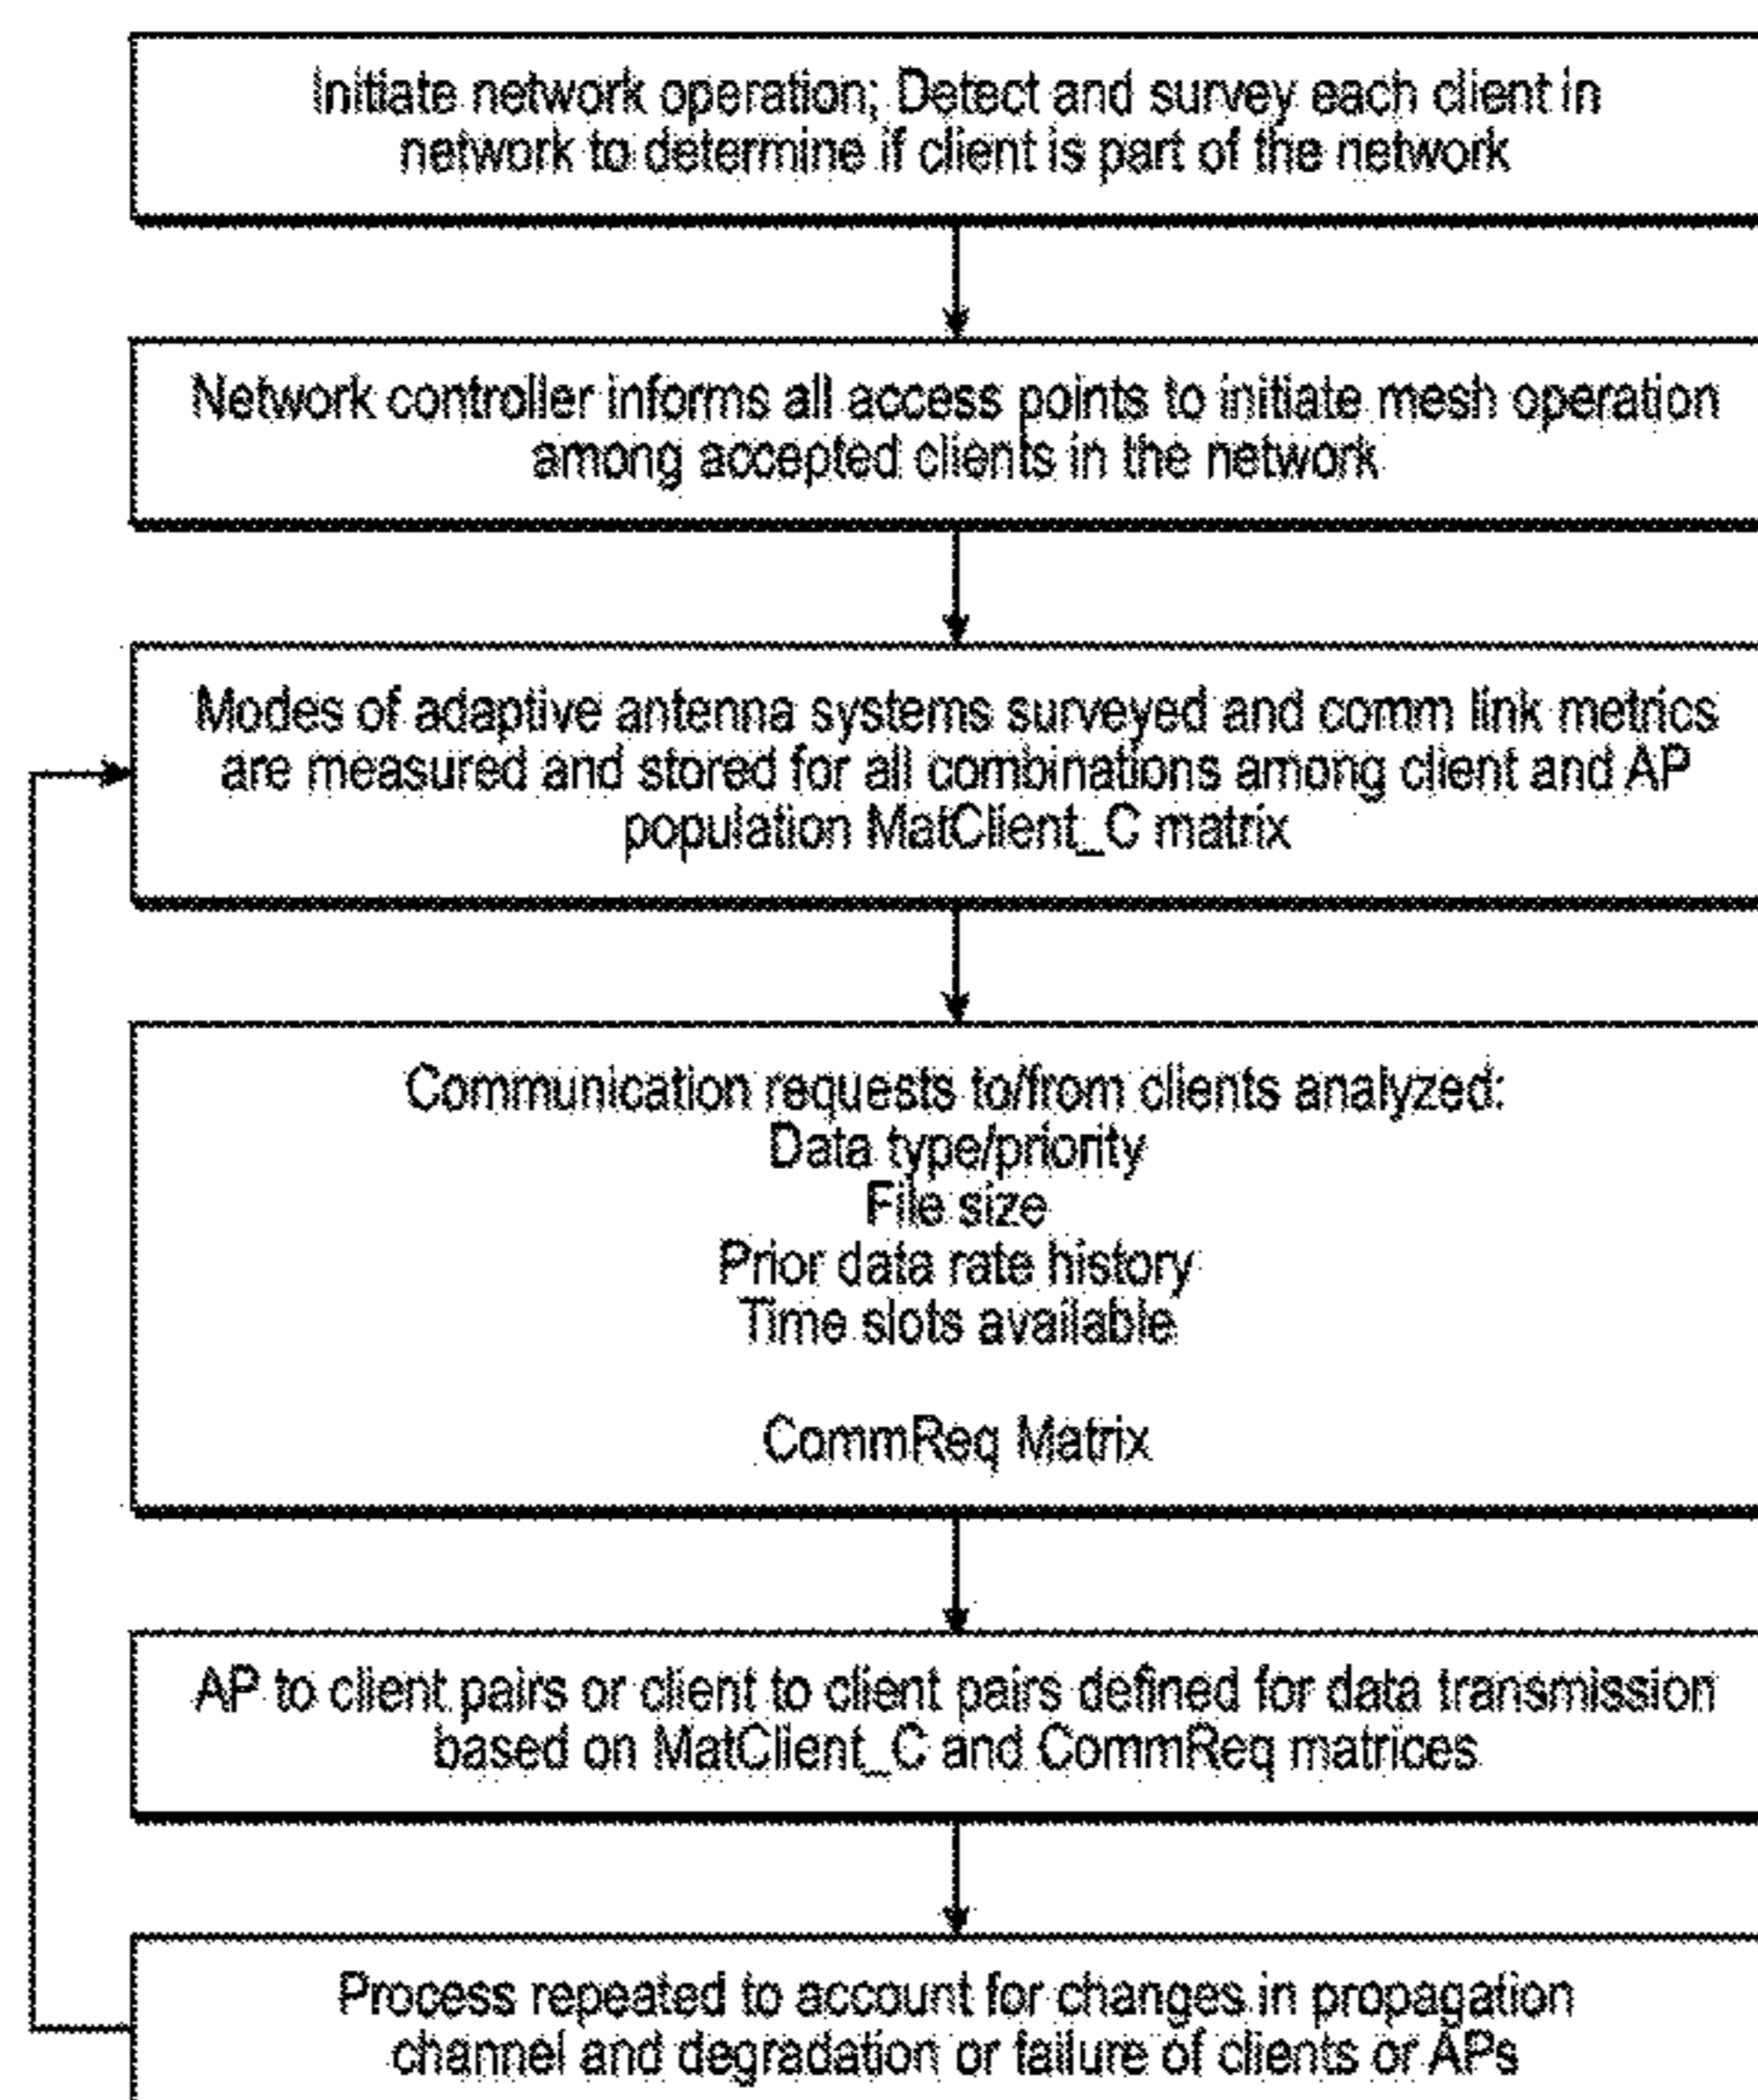 Initiate network operation; Detect and survey each client in
network to determine if client is part of the network
Network controller informs all access points to initiate mesh operation
among accepted clients in the network
Modes of adaptive antenna systems surveyed and comm link metrics
are measured and stored for all combinations among client and AP
population MatClient_C matrix
Communication requests to/from clients analyzed:
Data type/priority
File size
Prior data rate history
Time slots available
CommReq Matrix
AP to client pairs or client to client pairs defined for data transmission
based on MatClient_C and CommReq matrices
Process repeated to account for changes in propagation
channel and degradation or failure of clients or APs